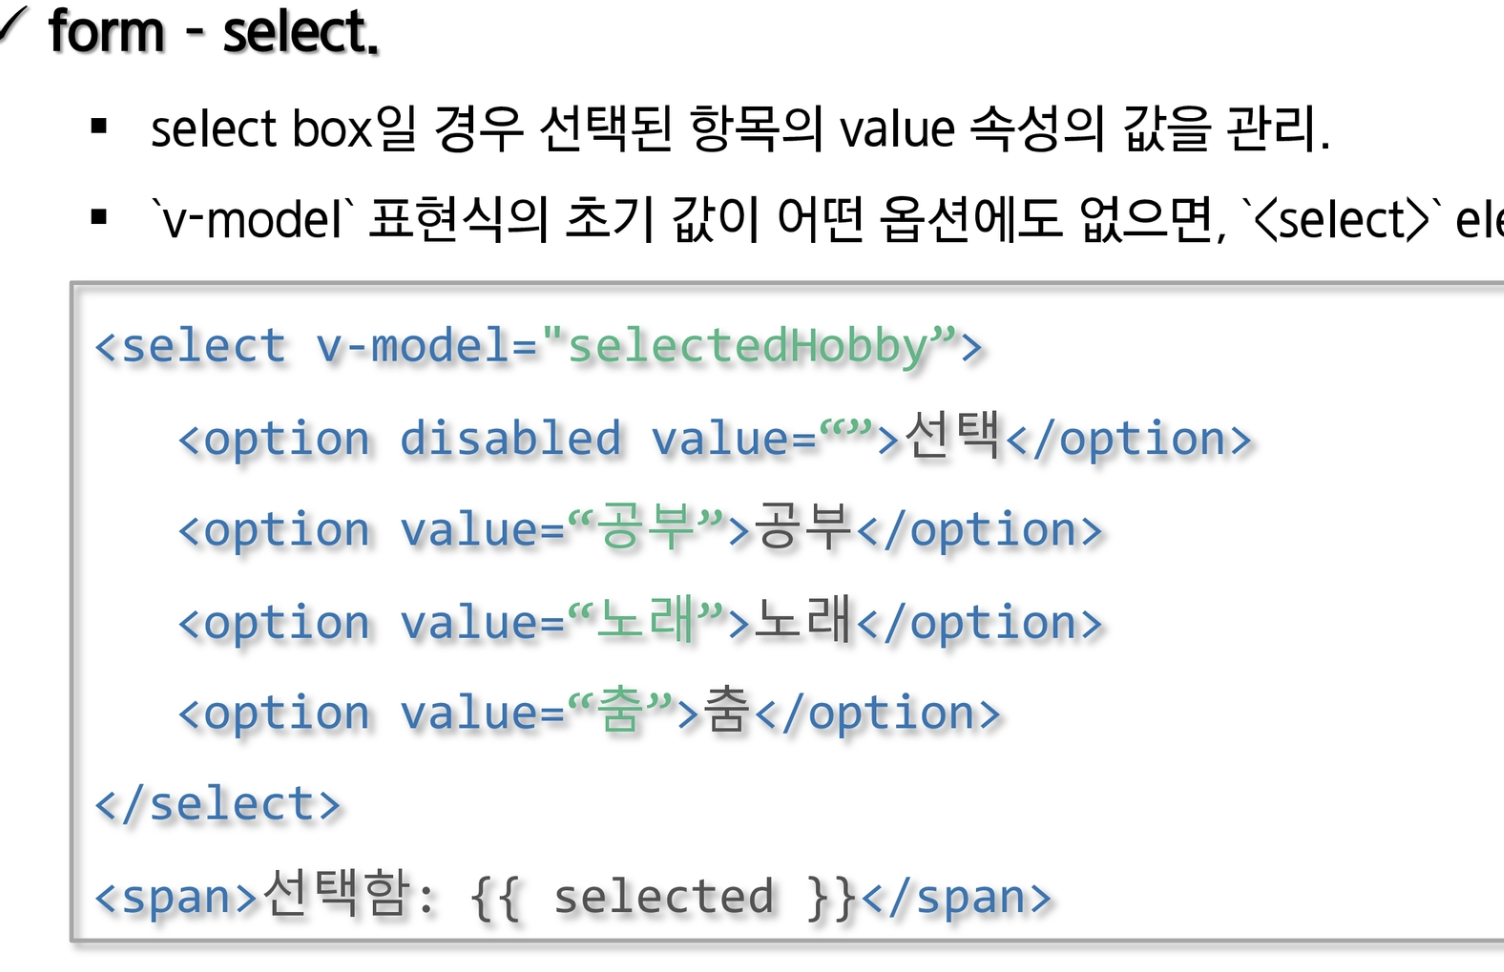 ✓ form - select.
▪ select box일 경우 선택된 항목의 value 속성의 값을 관리.
▪ `v-model` 표현식의 초기 값이 어떤 옵션에도 없으면, `<select>`
<select v-model="selectedHobby”>
<option disabled value=“”>선택</option>
<option value=“공부”>공부</option>
<option value=“노래”>노래</option>
<option value=“춤”>춤</option>
</select>
<span>선택함: {{ selected }}</span>